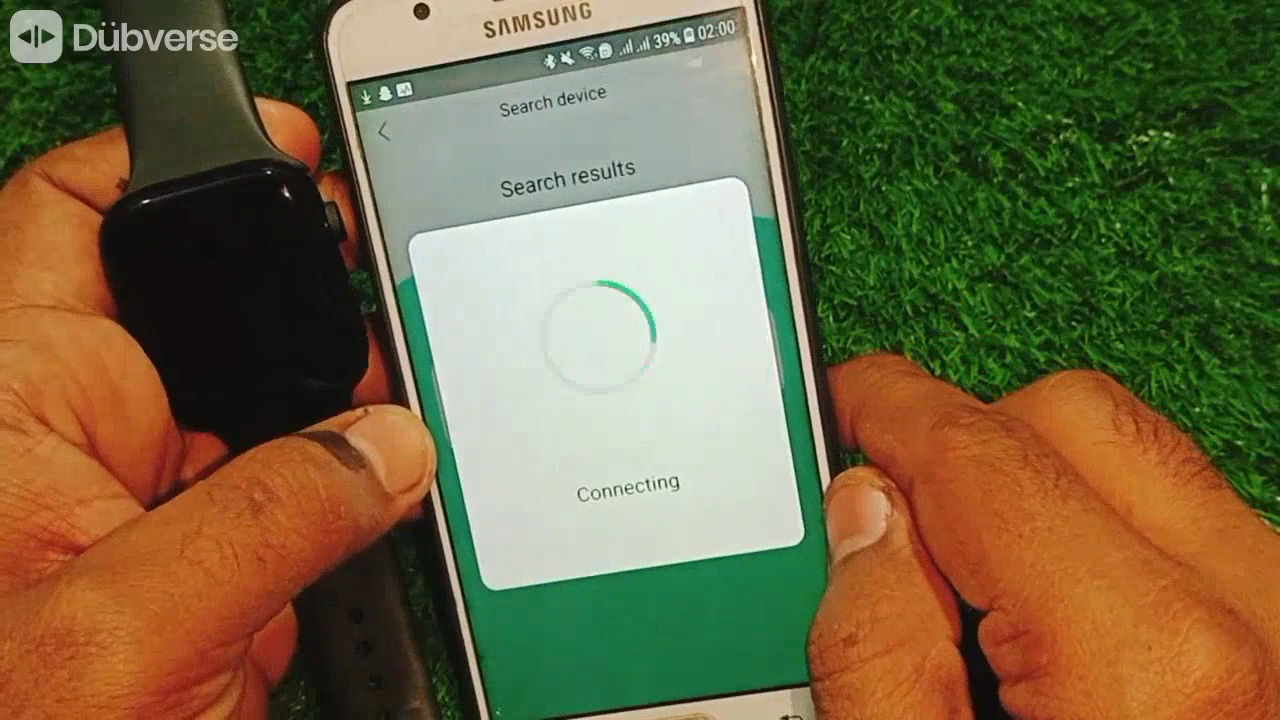 Dübverse
SAMSUNG
39% 02:00
Search device
Search results
Connecting